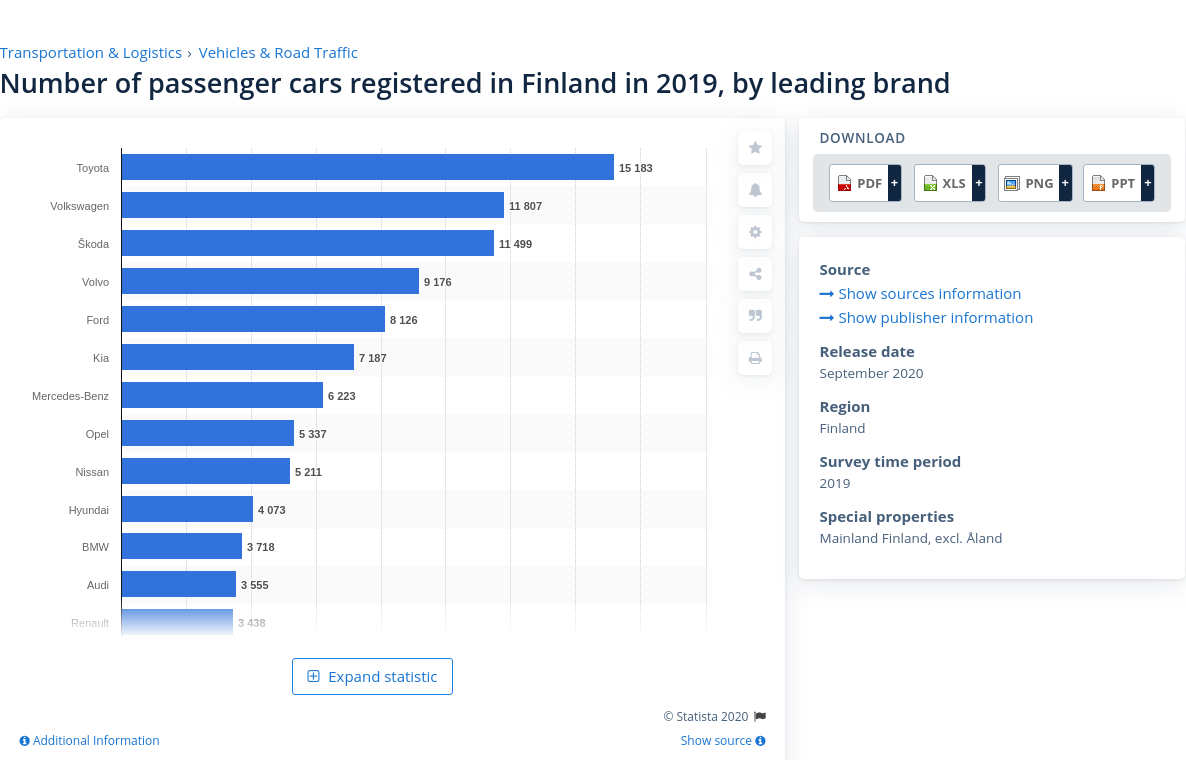 Transportation & Logistics › Vehicles & Road Traffic
Number of passenger cars registered in Finland in 2019, by leading brand
Toyota 15 183
Volkswagen 11 807
Škoda 11 499
Volvo 9 176
Ford 8 126
Kia 7 187
Mercedes-Benz 6 223
Opel 5 337
Nissan 5 211
Hyundai 4 073
BMW 3 718
Audi 3 555
Renault 3 438
Expand statistic
© Statista 2020
Additional Information
Show source
DOWNLOAD
PDF + XLS + PNG + PPT +
Source
Show sources information
Show publisher information
Release date
September 2020
Region
Finland
Survey time period
2019
Special properties
Mainland Finland, excl. Åland